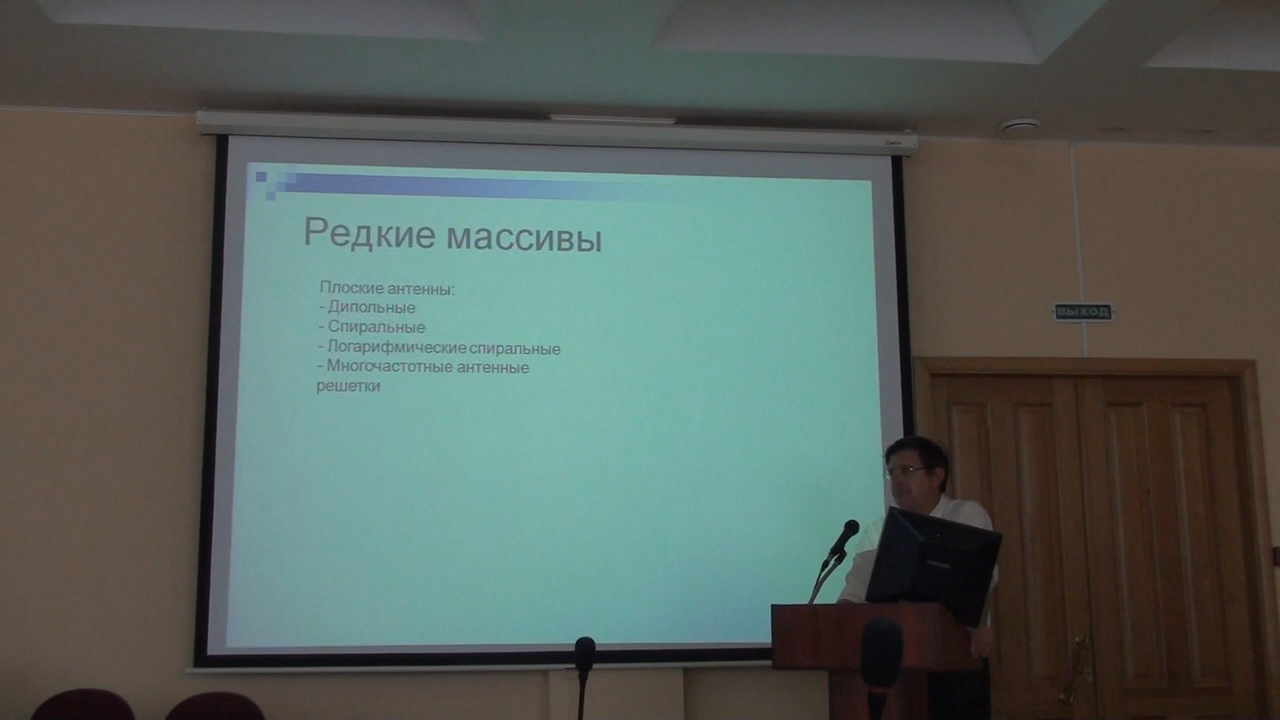 Редкие массивы
Плоские антенны:
- Дипольные
- Спиральные
- Логарифмические спиральные
- Многочастотные антенные
решетки
ВЫХОД